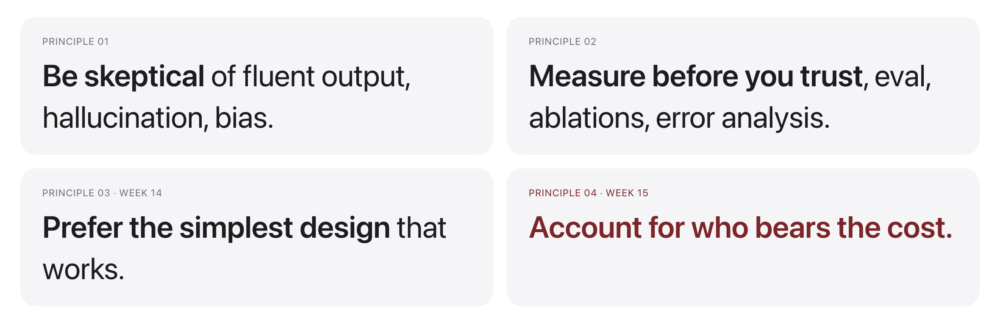 PRINCIPLE 01
Be skeptical of fluent output,
hallucination, bias.
PRINCIPLE 02
Measure before you trust, eval,
ablations, error analysis.
PRINCIPLE 03 · WEEK 14
Prefer the simplest design that
works.
PRINCIPLE 04 · WEEK 15
Account for who bears the cost.